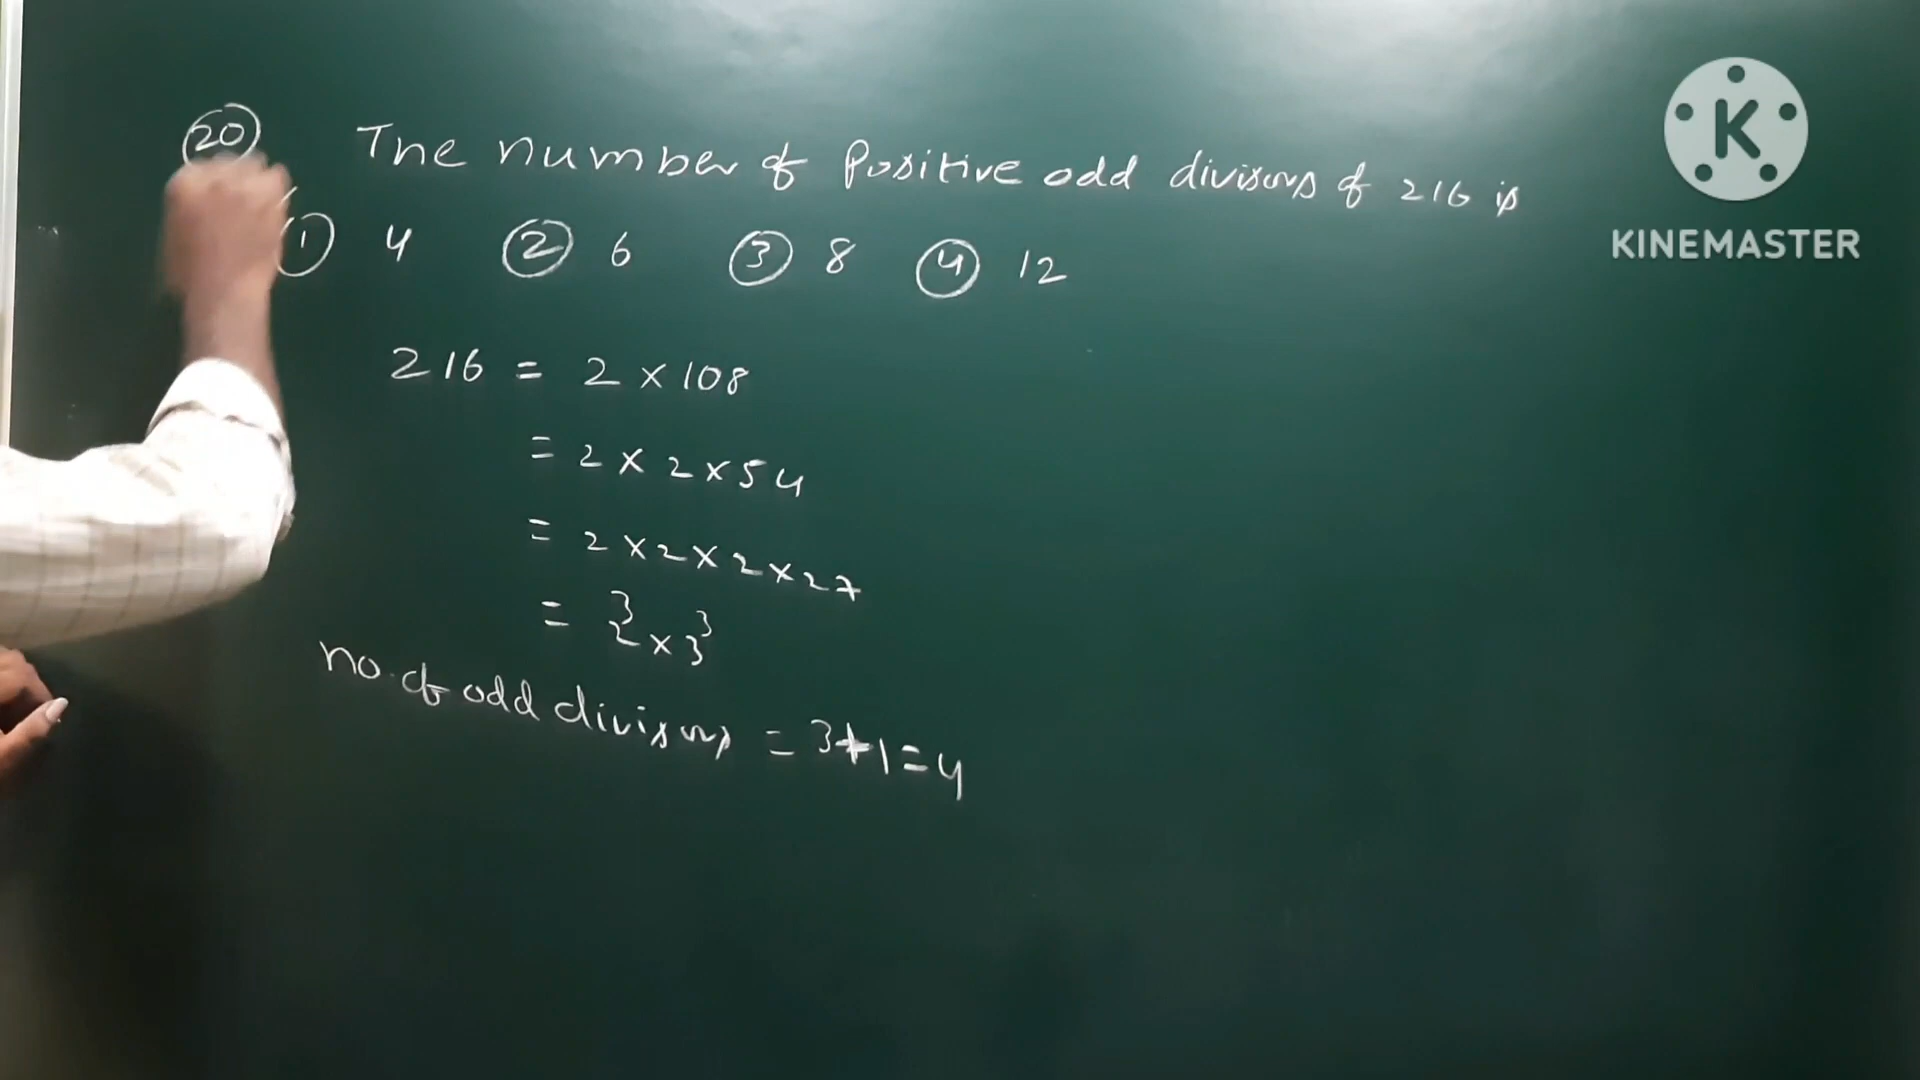 20 The number of Positive odd divisors of 216 is
1 4 2 6 3 8 4 12
216 = 2 × 108
= 2 × 2 × 54
= 2 × 2 × 2 × 27
= 2³ × 3³
no. of odd divisors = 3+1=4
K
KINEMASTER